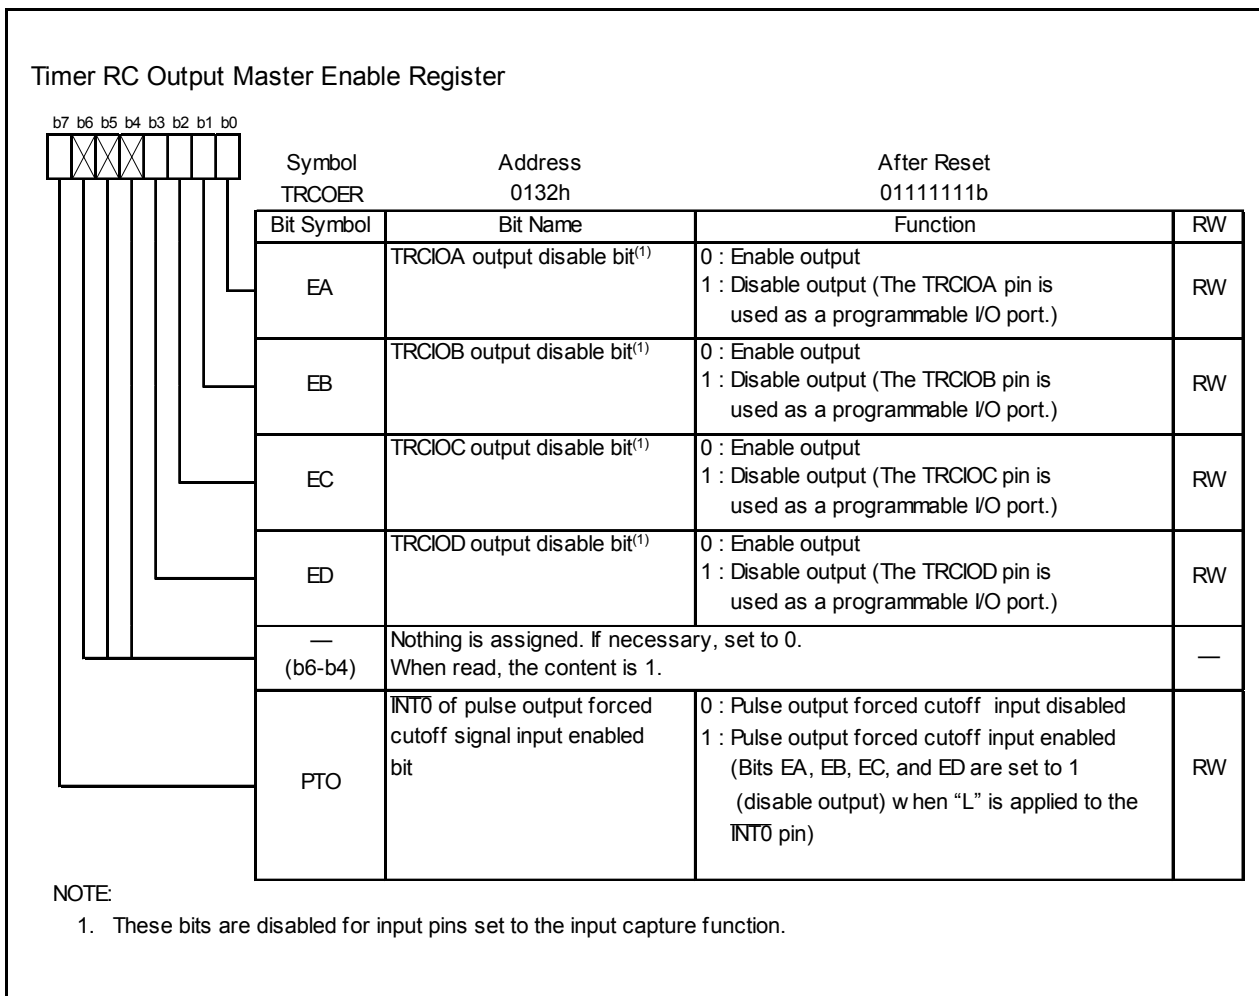 Timer RC Output Master Enable Register
b7 b6 b5 b4 b3 b2 b1 b0
Symbol Address After Reset
TRCOER 0132h 01111111b
Bit Symbol Bit Name Function RW
EA TRCIOA output disable bit(1) 0 : Enable output
1 : Disable output (The TRCIOA pin is
used as a programmable I/O port.) RW
EB TRCIOB output disable bit(1) 0 : Enable output
1 : Disable output (The TRCIOB pin is
used as a programmable I/O port.) RW
EC TRCIOC output disable bit(1) 0 : Enable output
1 : Disable output (The TRCIOC pin is
used as a programmable I/O port.) RW
ED TRCIOD output disable bit(1) 0 : Enable output
1 : Disable output (The TRCIOD pin is
used as a programmable I/O port.) RW
— Nothing is assigned. If necessary, set to 0.
(b6-b4) When read, the content is 1. —
PTO INT0 of pulse output forced
cutoff signal input enabled
bit
0 : Pulse output forced cutoff input disabled
1 : Pulse output forced cutoff input enabled
(Bits EA, EB, EC, and ED are set to 1
(disable output) when “L” is applied to the
INT0 pin) RW
NOTE:
1. These bits are disabled for input pins set to the input capture function.